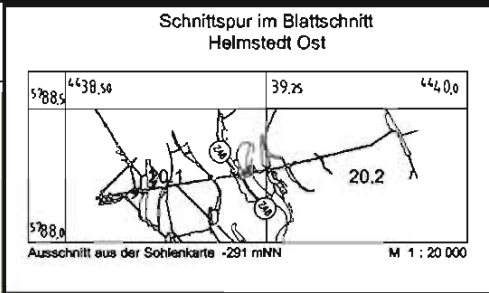 Schnittspur im Blattschnitt
Helmstedt Ost
⁴⁴38,50 39,25 ⁴⁴40,0
⁵⁷88,5
20.1 20.2
⁵⁷88,0
Ausschnitt aus der Sohlenkarte -291 mNN M 1 : 20 000